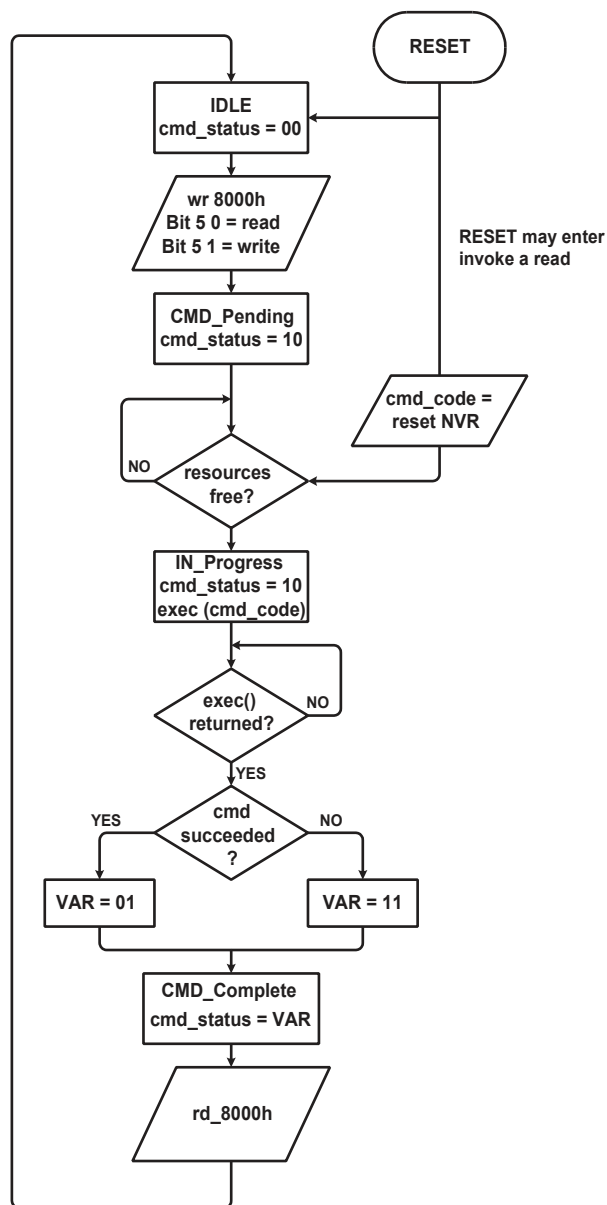 RESET
IDLE
cmd_status = 00
wr 8000h
Bit 5 0 = read
Bit 5 1 = write
RESET may enter
invoke a read
CMD_Pending
cmd_status = 10
cmd_code =
reset NVR
NO
resources
free?
IN_Progress
cmd_status = 10
exec (cmd_code)
exec()
returned?
NO
YES
YES
cmd
succeeded
?
NO
VAR = 01
VAR = 11
CMD_Complete
cmd_status = VAR
rd_8000h